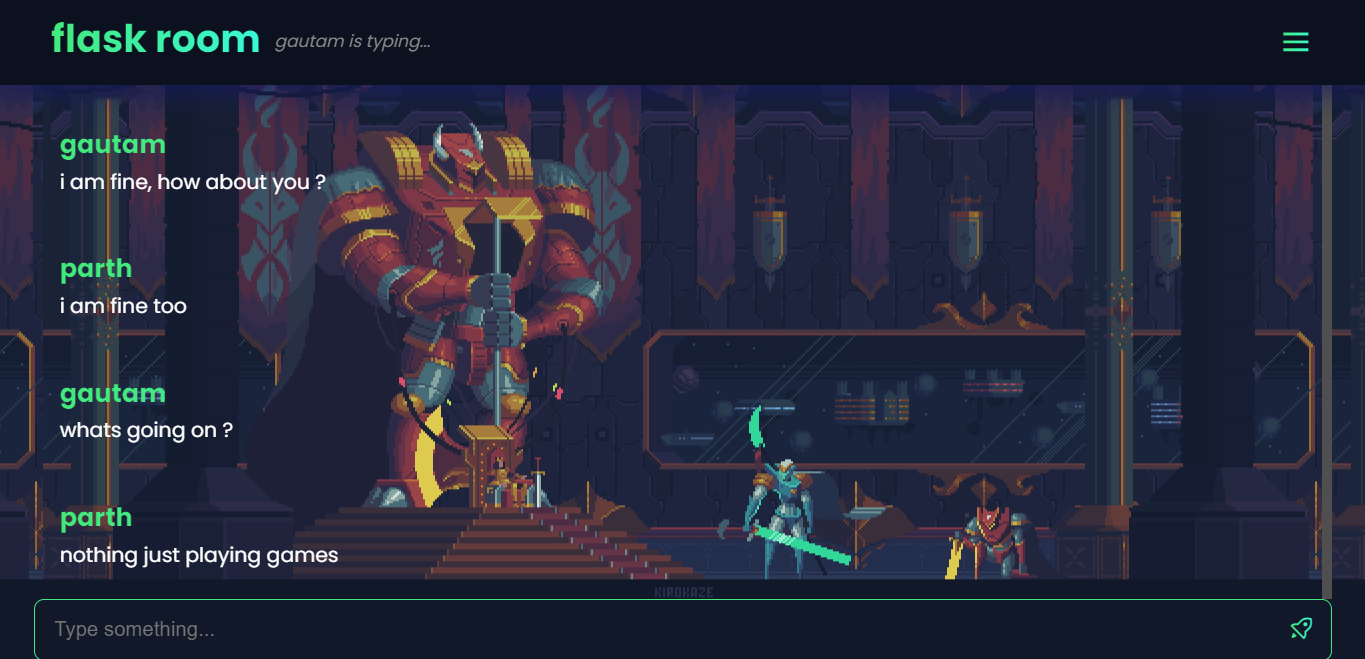 flask room gautam is typing...
gautam
i am fine, how about you ?
parth
i am fine too
gautam
whats going on ?
parth
nothing just playing games
KIROKAZE
Type something...